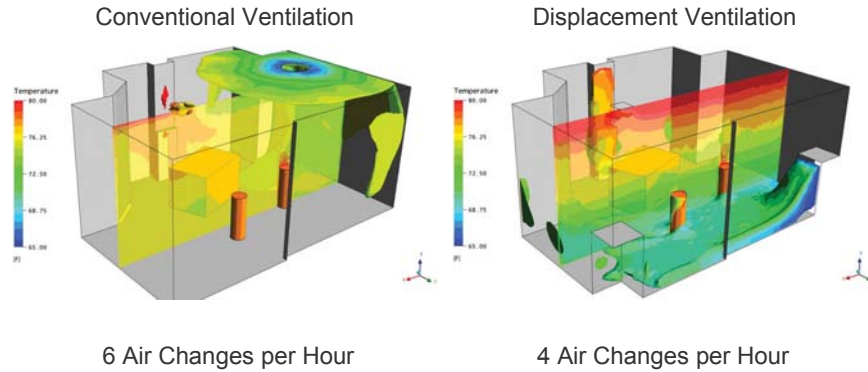 Conventional Ventilation
Displacement Ventilation
Temperature
80.00
76.25
72.50
68.75
65.00
[F]
Temperature
80.00
76.25
72.50
68.75
65.00
[F]
6 Air Changes per Hour
4 Air Changes per Hour